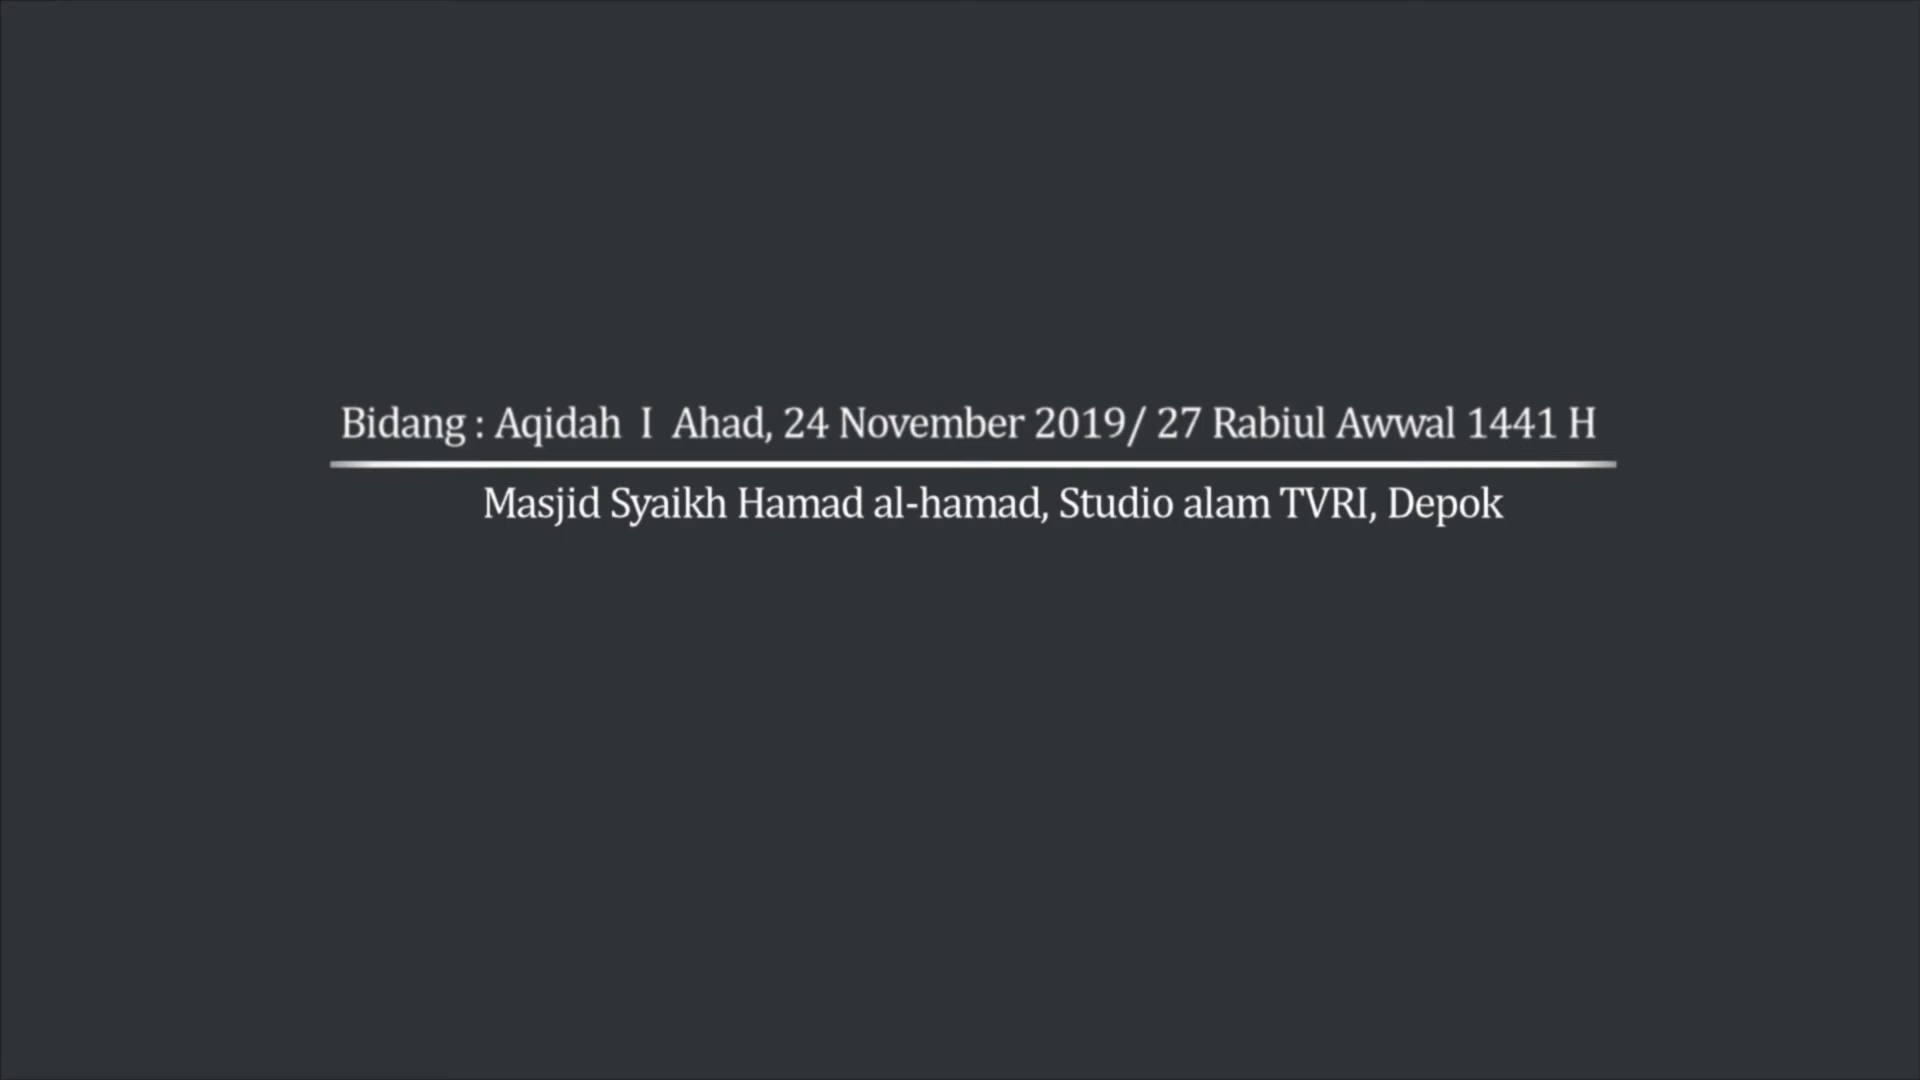 Bidang : Aqidah I Ahad, 24 November 2019/ 27 Rabiul Awwal 1441 H
Masjid Syaikh Hamad al-hamad, Studio alam TVRI, Depok